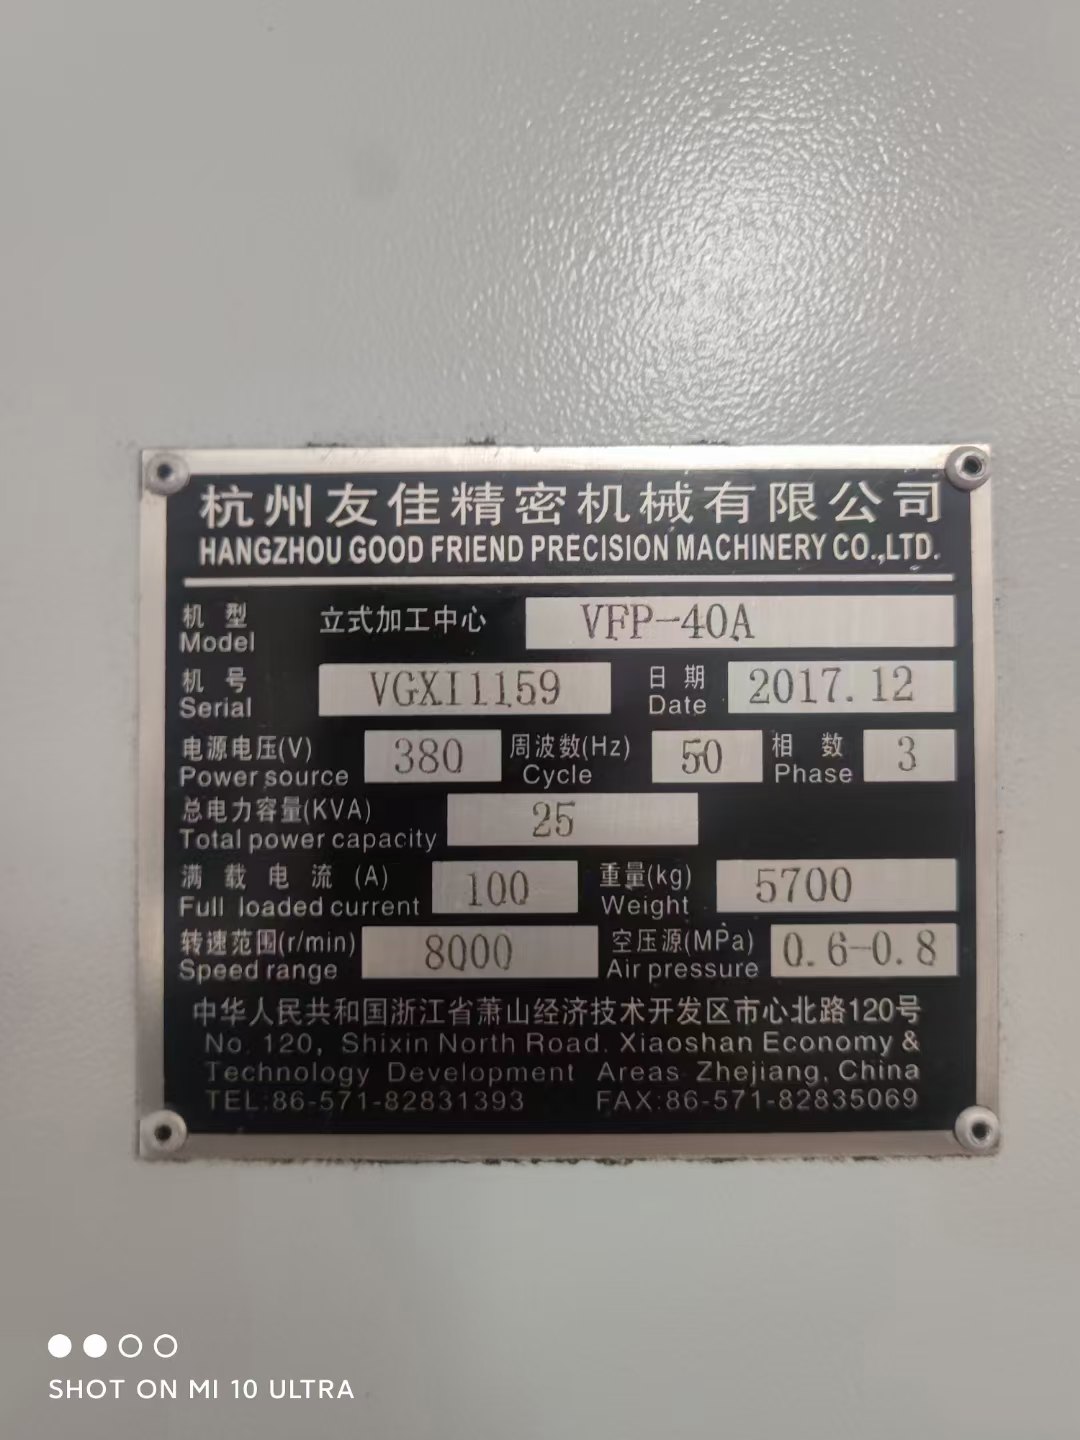 杭州友佳精密机械有限公司
HANGZHOU GOOD FRIEND PRECISION MACHINERY CO.,LTD.
机 型 立式加工中心 VFP-40A
Model
机 号 VGXI1159 日 期 2017.12
Serial Date
电源电压(V) 380 周波数(Hz) 50 相 数 3
Power source Cycle Phase
总电力容量(KVA) 25
Total power capacity
满 载 电 流 (A) 100 重量(kg) 5700
Full loaded current Weight
转速范围(r/min) 8000 空压源(MPa) 0.6-0.8
Speed range Air pressure
中华人民共和国浙江省萧山经济技术开发区市心北路120号
No. 120, Shixin North Road. Xiaoshan Economy &
Technology Development Areas Zhejiang, China
TEL:86-571-82831393 FAX:86-571-82835069
SHOT ON MI 10 ULTRA